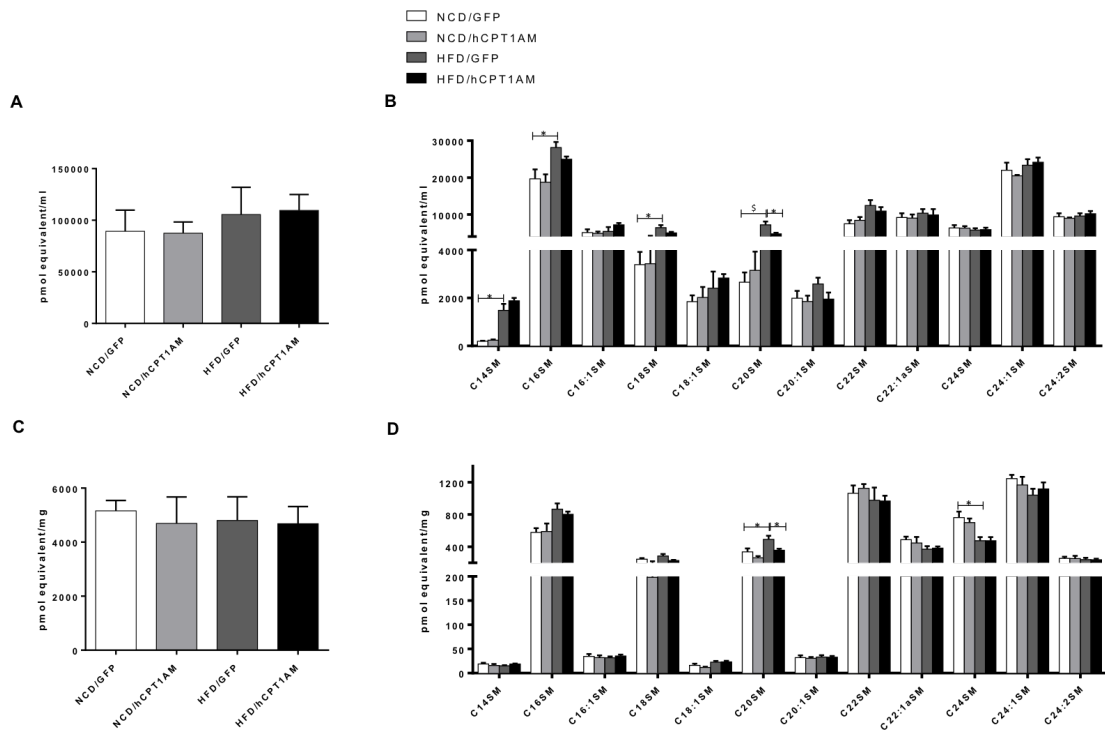 NCD/GFP
NCD/hCPT1AM
HFD/GFP
HFD/hCPT1AM
A
pmol equivalent/ml
150000
100000
50000
0
NCD/GFP
NCD/hCPT1AM
HFD/GFP
HFD/hCPT1AM
B
pmol equivalent/ml
30000
20000
10000
4000
2000
0
*
*
*
$
*
C14SM
C16SM
C16:1SM
C18SM
C18:1SM
C20SM
C20:1SM
C22SM
C22:1aSM
C24SM
C24:1SM
C24:2SM
C
pmol equivalent/mg
6000
4000
2000
0
NCD/GFP
NCD/hCPT1AM
HFD/GFP
HFD/hCPT1AM
D
pmol equivalent/mg
1200
800
400
200
150
100
50
0
*
*
*
C14SM
C16SM
C16:1SM
C18SM
C18:1SM
C20SM
C20:1SM
C22SM
C22:1aSM
C24SM
C24:1SM
C24:2SM